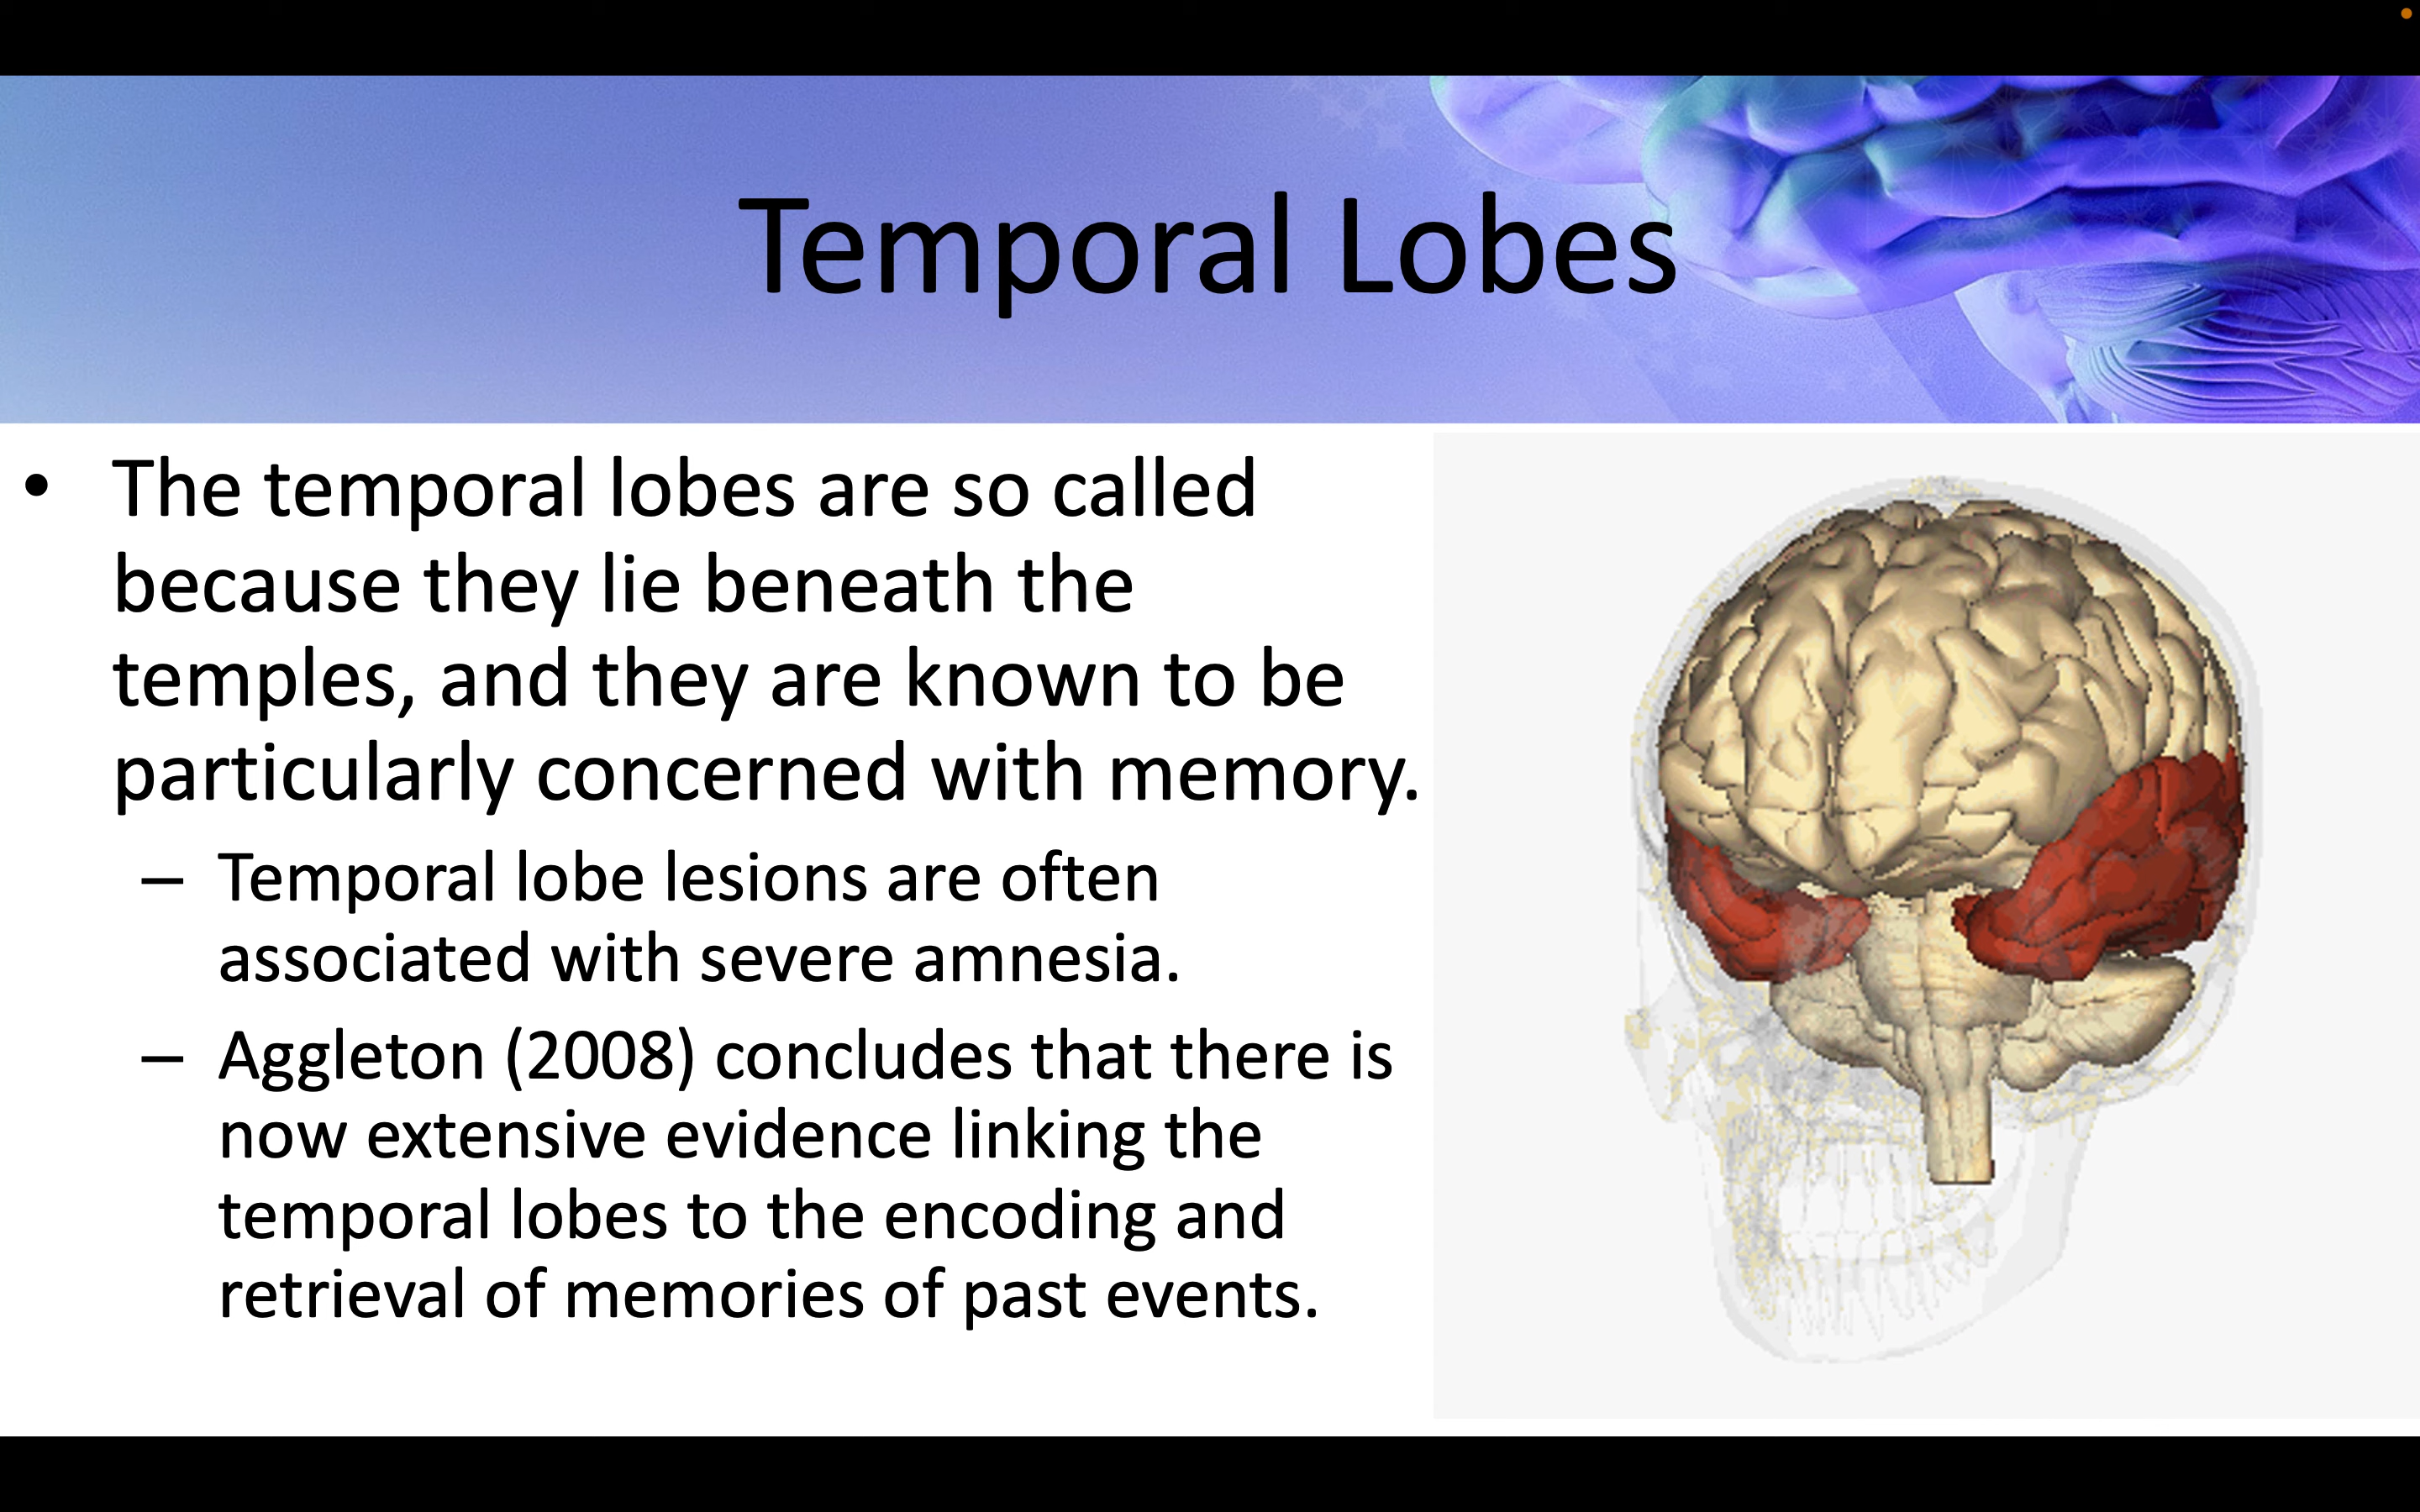 Temporal Lobes
• The temporal lobes are so called
because they lie beneath the
temples, and they are known to be
particularly concerned with memory.
– Temporal lobe lesions are often
associated with severe amnesia.
– Aggleton (2008) concludes that there is
now extensive evidence linking the
temporal lobes to the encoding and
retrieval of memories of past events.